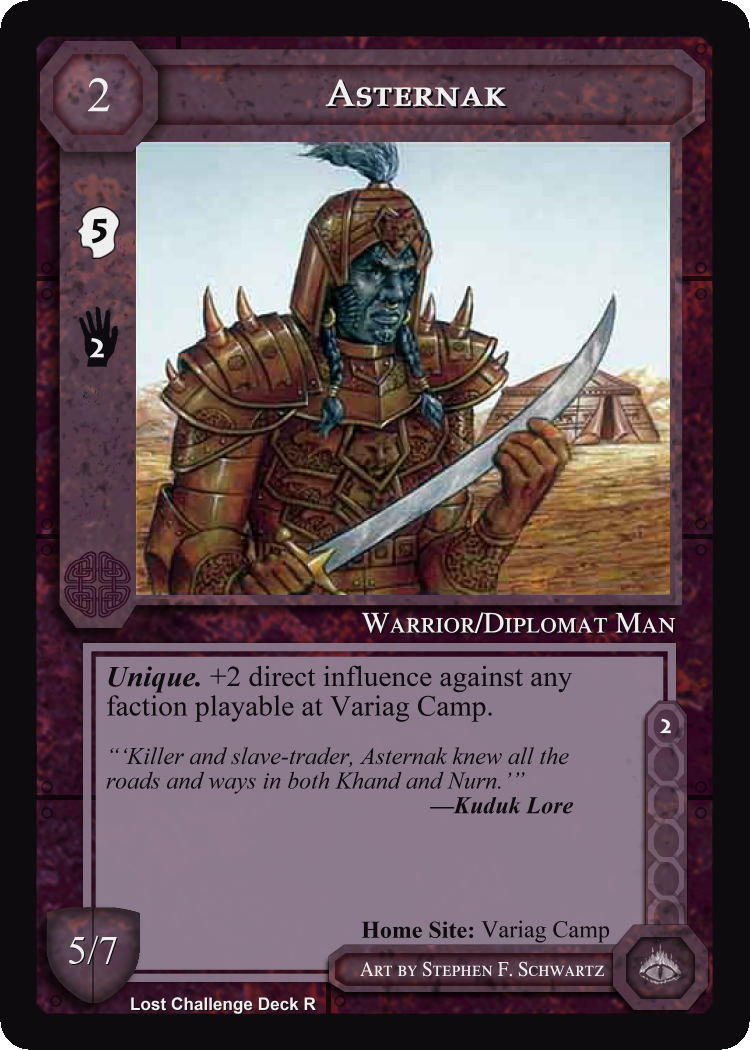 2
ASTERNAK
5
2
WARRIOR/DIPLOMAT MAN
Unique. +2 direct influence against any
faction playable at Variag Camp.
2
“‘Killer and slave-trader, Asternak knew all the
roads and ways in both Khand and Nurn.’”
—Kuduk Lore
Home Site: Variag Camp
5/7
ART BY STEPHEN F. SCHWARTZ
Lost Challenge Deck R